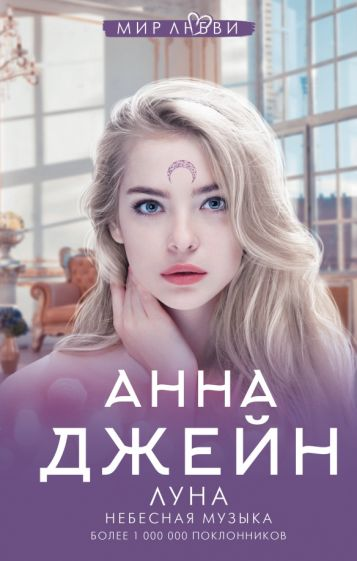 МИР ЛЮБВИ
АННА
ДЖЕЙН
ЛУНА
НЕБЕСНАЯ МУЗЫКА
БОЛЕЕ 1 000 000 ПОКЛОННИКОВ